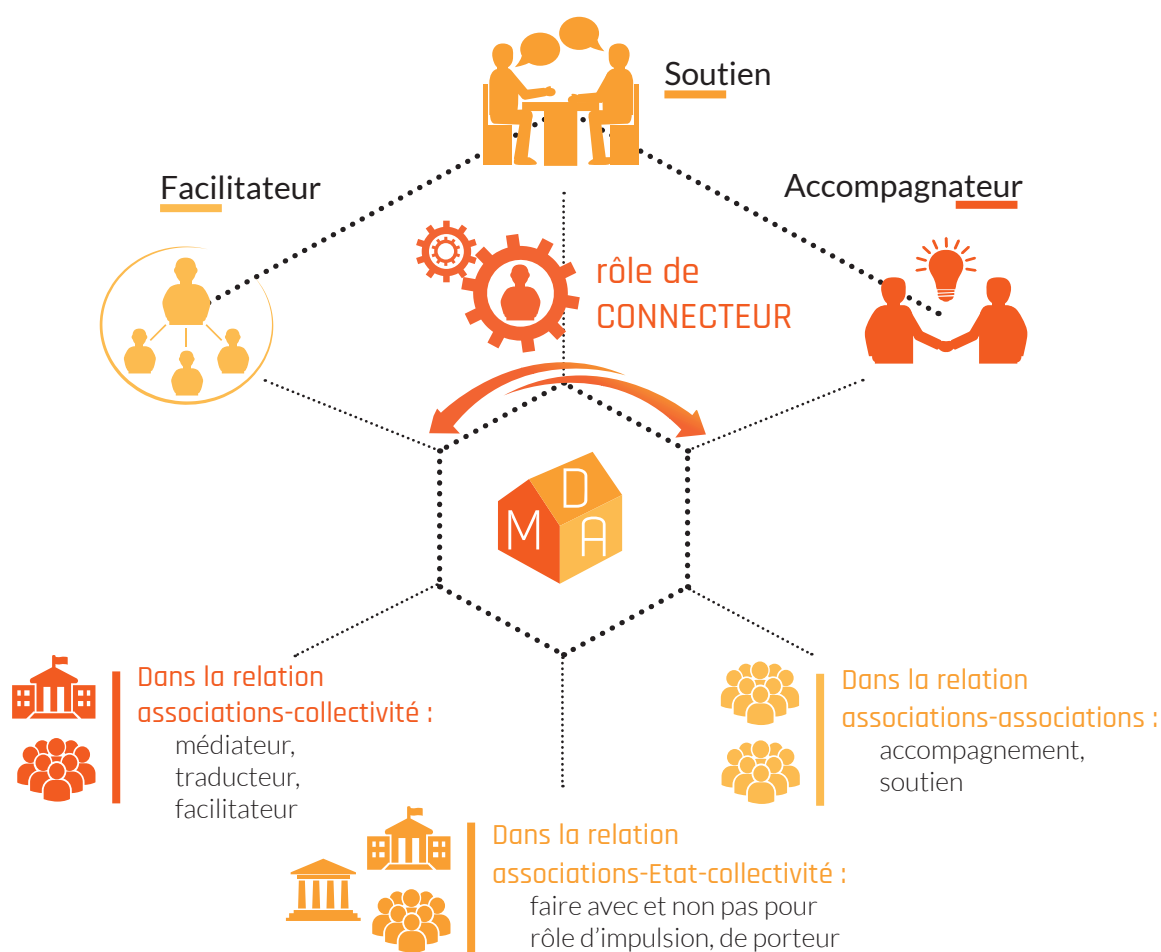 Soutien
Facilitateur
Accompagnateur
rôle de
CONNECTEUR
M
D
A
Dans la relation
associations-collectivité :
médiateur,
traducteur,
facilitateur
Dans la relation
associations-associations :
accompagnement,
soutien
Dans la relation
associations-Etat-collectivité :
faire avec et non pas pour
rôle d'impulsion, de porteur